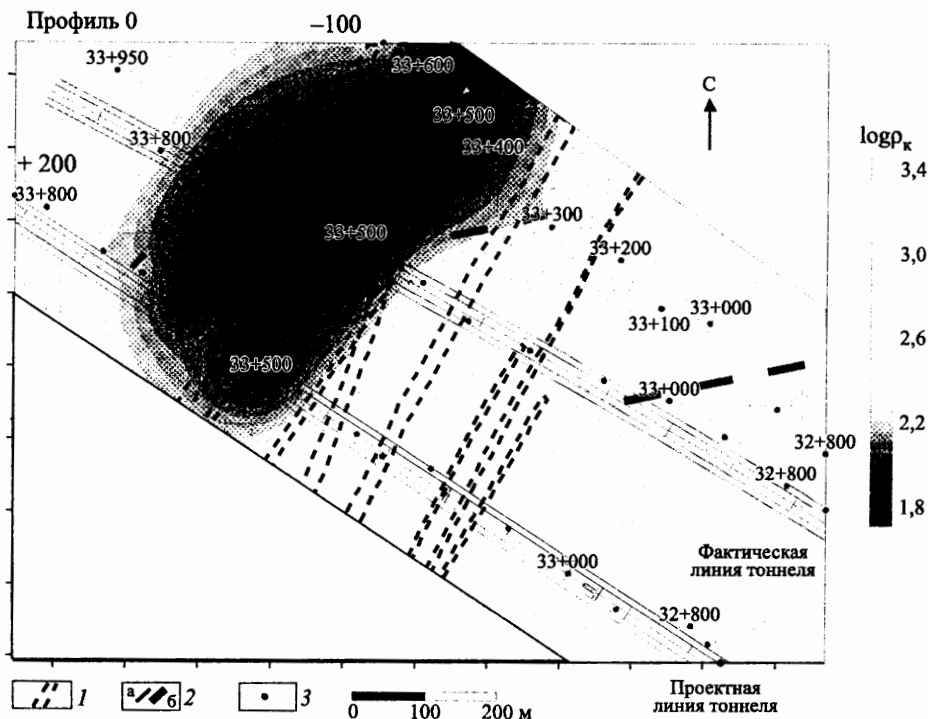 Профиль 0
–100
33+950
33+600
С
33+500
33+800
33+400
logρк
3,4
+ 200
33+800
33+300
33+500
33+200
3,0
33+000
33+100
2,6
33+500
33+000
2,2
32+800
32+800
1,8
Фактическая
линия тоннеля
33+000
32+800
1
а б 2
3
0 100 200 м
Проектная
линия тоннеля